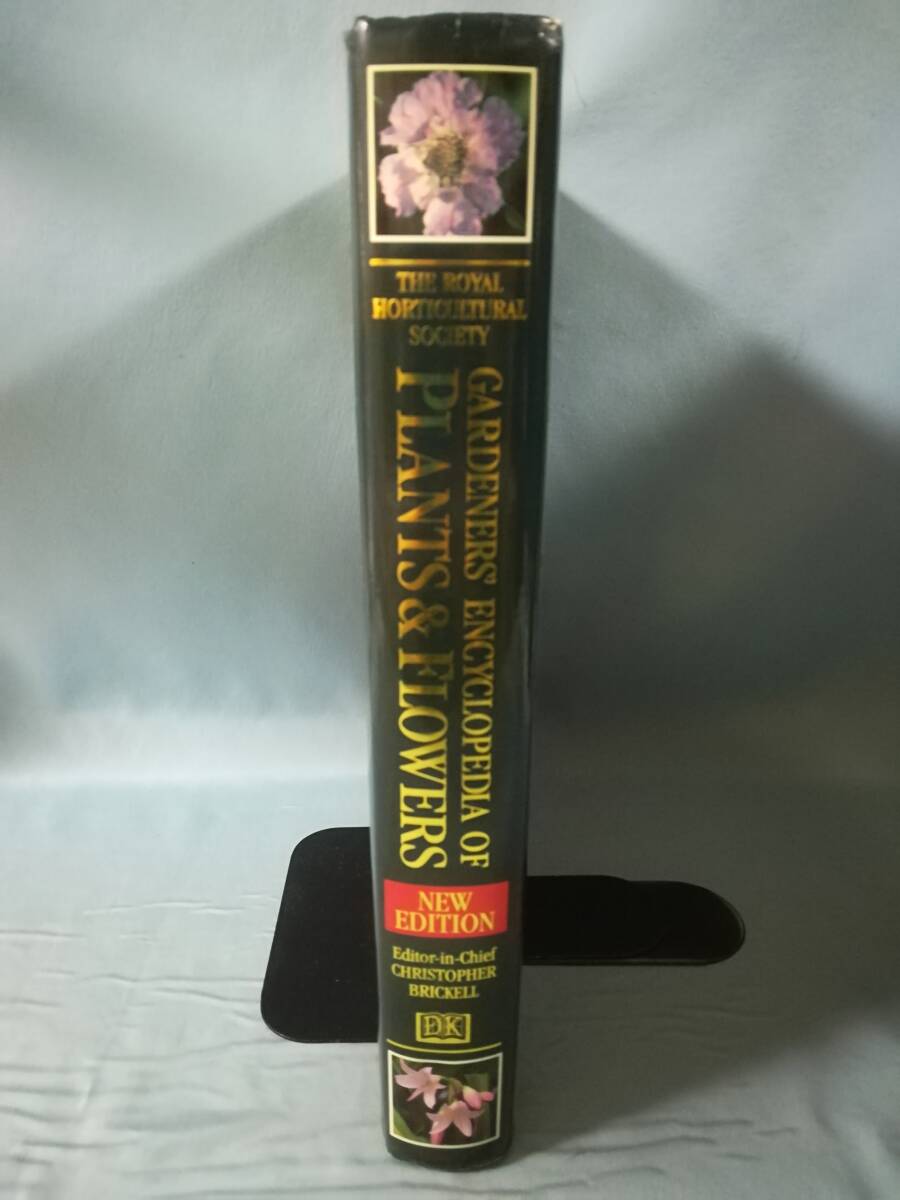 THE ROYAL
HORTICULTURAL
SOCIETY
GARDENERS' ENCYCLOPEDIA OF
PLANTS & FLOWERS
NEW
EDITION
Editor-in-Chief
CHRISTOPHER
BRICKELL
DK